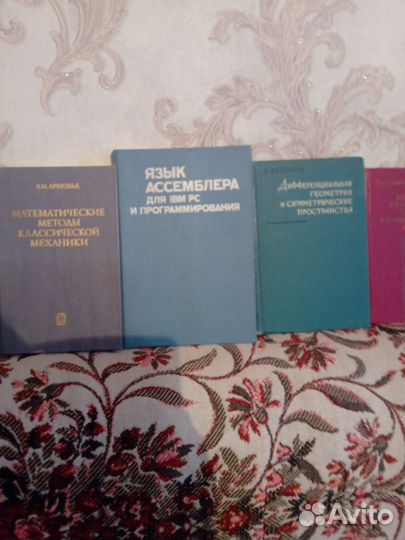 В.И. АРНОЛЬД
МАТЕМАТИЧЕСКИЕ
МЕТОДЫ
КЛАССИЧЕСКОЙ
МЕХАНИКИ
ЯЗЫК
АССЕМБЛЕРА
ДЛЯ IBM PC
И ПРОГРАММИРОВАНИЯ
ДИФФЕРЕНЦИАЛЬНАЯ
ГЕОМЕТРИЯ
И СИММЕТРИЧЕСКИЕ
ПРОСТРАНСТВА
Avito